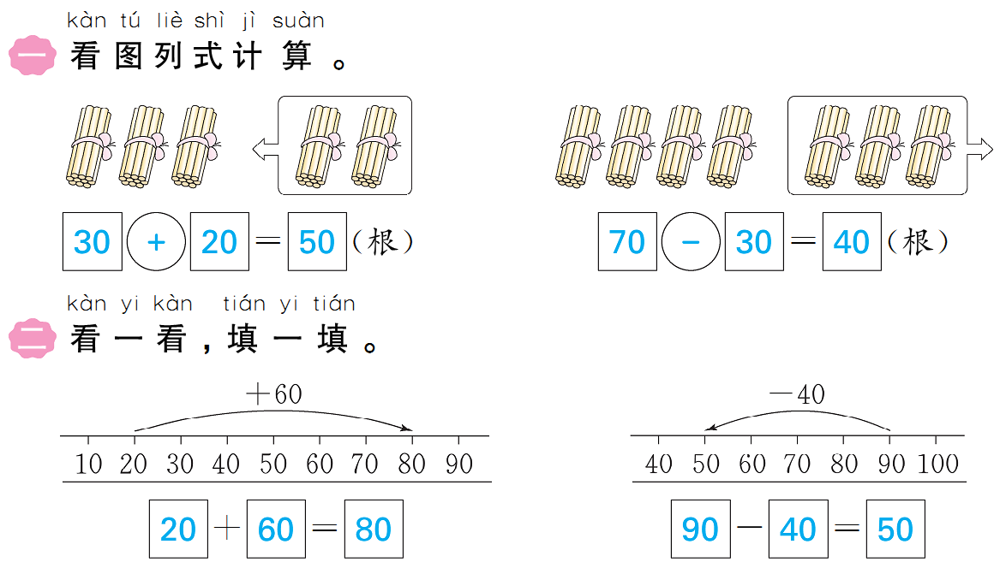 kàn tú liè shì jì suàn
一 看图列式计算。
30 + 20 = 50 (根)
70 - 30 = 40 (根)
kàn yi kàn tián yi tián
二 看一看,填一填。
+60
10 20 30 40 50 60 70 80 90
20 + 60 = 80
-40
40 50 60 70 80 90 100
90 - 40 = 50